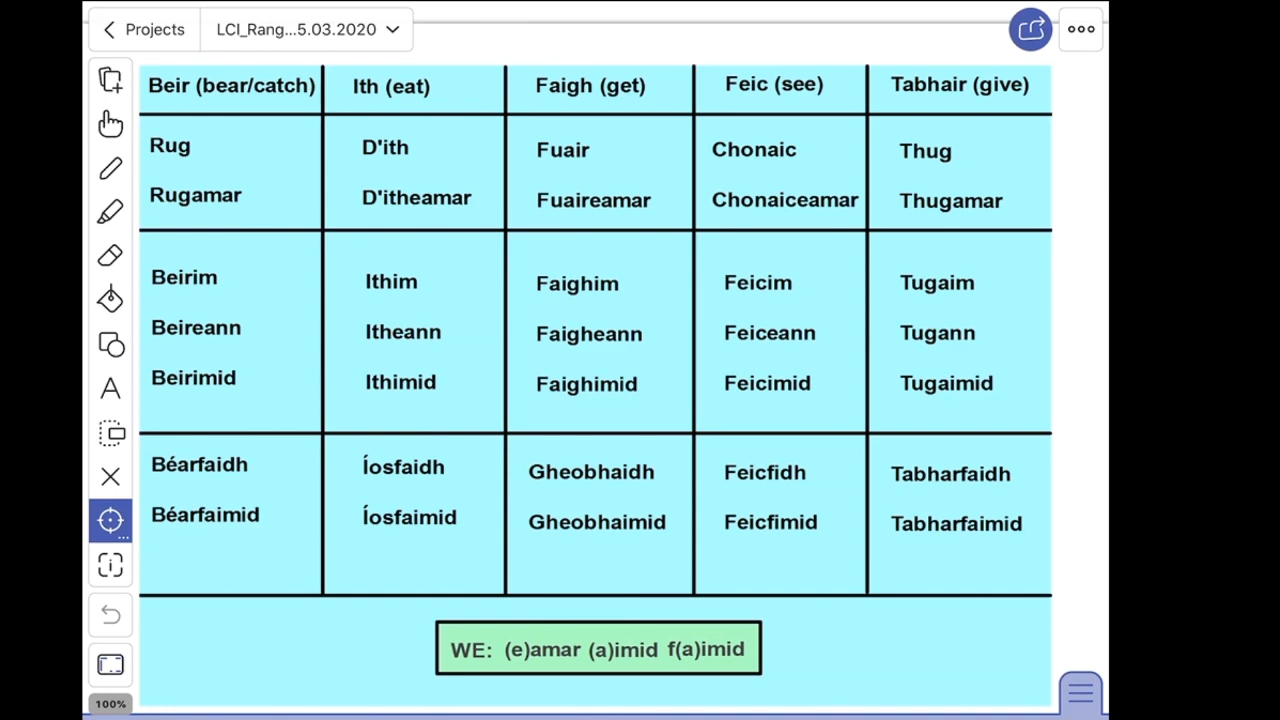 Projects
LCI_Rang...5.03.2020
Beir (bear/catch) Ith (eat) Faigh (get) Feic (see) Tabhair (give)
Rug D'ith Fuair Chonaic Thug
Rugamar D'itheamar Fuaireamar Chonaiceamar Thugamar
Beirim Ithim Faighim Feicim Tugaim
Beireann Itheann Faigheann Feiceann Tugann
Beirimid Ithimid Faighimid Feicimid Tugaimid
Béarfaidh Íosfaidh Gheobhaidh Feicfidh Tabharfaidh
Béarfaimid Íosfaimid Gheobhaimid Feicfimid Tabharfaimid
WE: (e)amar (a)imid f(a)imid
100%